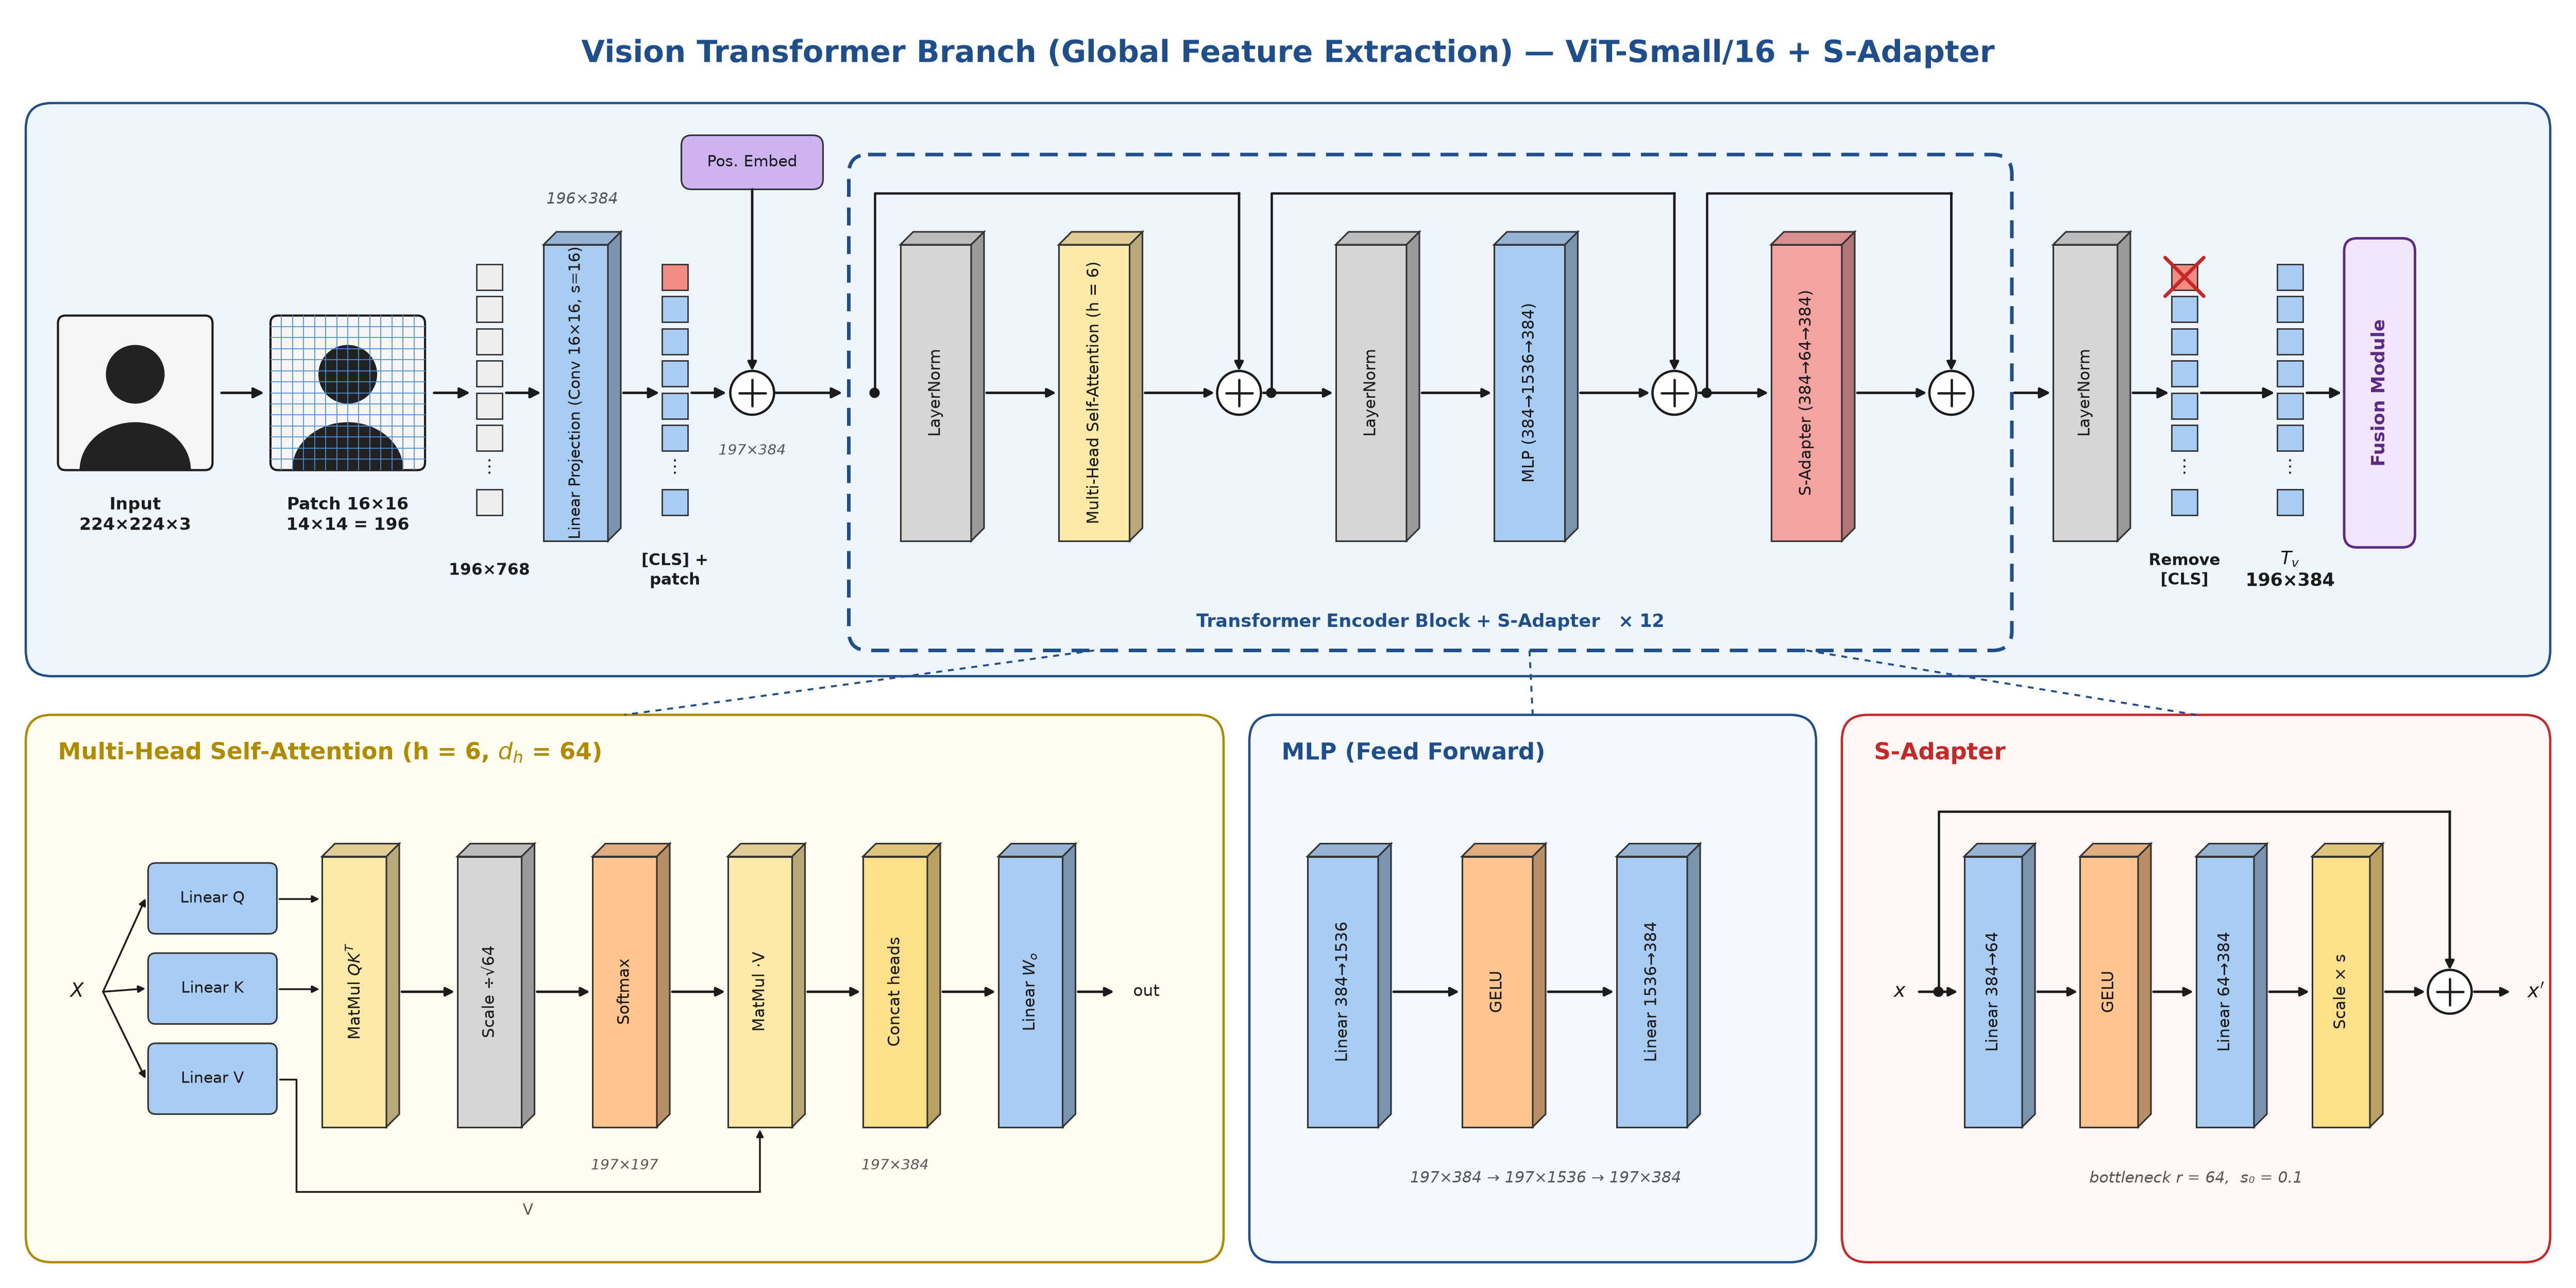 Vision Transformer Branch (Global Feature Extraction) — ViT-Small/16 + S-Adapter
Pos. Embed
196×384
Input
224×224×3
Patch 16×16
14×14 = 196
⋮
196×768
Linear Projection (Conv 16×16, s=16)
⋮
[CLS] +
patch
197×384
LayerNorm
Multi-Head Self-Attention (h = 6)
LayerNorm
MLP (384→1536→384)
S-Adapter (384→64→384)
Transformer Encoder Block + S-Adapter × 12
LayerNorm
⋮
Remove
[CLS]
⋮
Tᵥ
196×384
Fusion Module
Multi-Head Self-Attention (h = 6, dₕ = 64)
X
Linear Q
Linear K
Linear V
MatMul QKᵀ
Scale ÷√64
Softmax
MatMul ·V
Concat heads
Linear Wₒ
out
197×197
197×384
V
MLP (Feed Forward)
Linear 384→1536
GELU
Linear 1536→384
197×384 → 197×1536 → 197×384
S-Adapter
x
Linear 384→64
GELU
Linear 64→384
Scale × s
x′
bottleneck r = 64, s₀ = 0.1